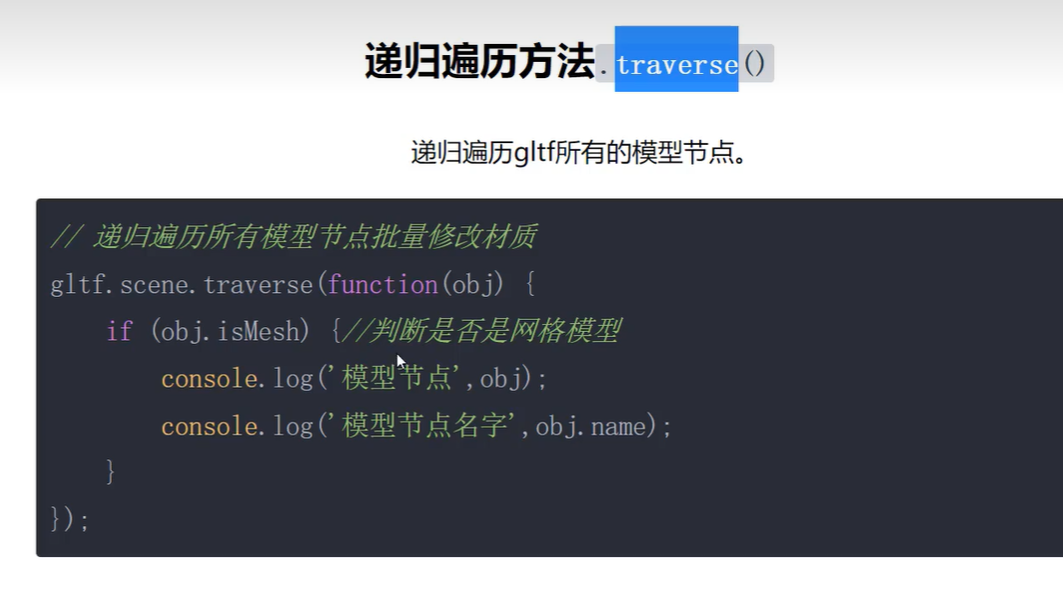 递归遍历方法.traverse()
递归遍历gltf所有的模型节点。
// 递归遍历所有模型节点批量修改材质
gltf.scene.traverse(function(obj) {
    if (obj.isMesh) {//判断是否是网格模型
        console.log('模型节点',obj);
        console.log('模型节点名字',obj.name);
    }
});